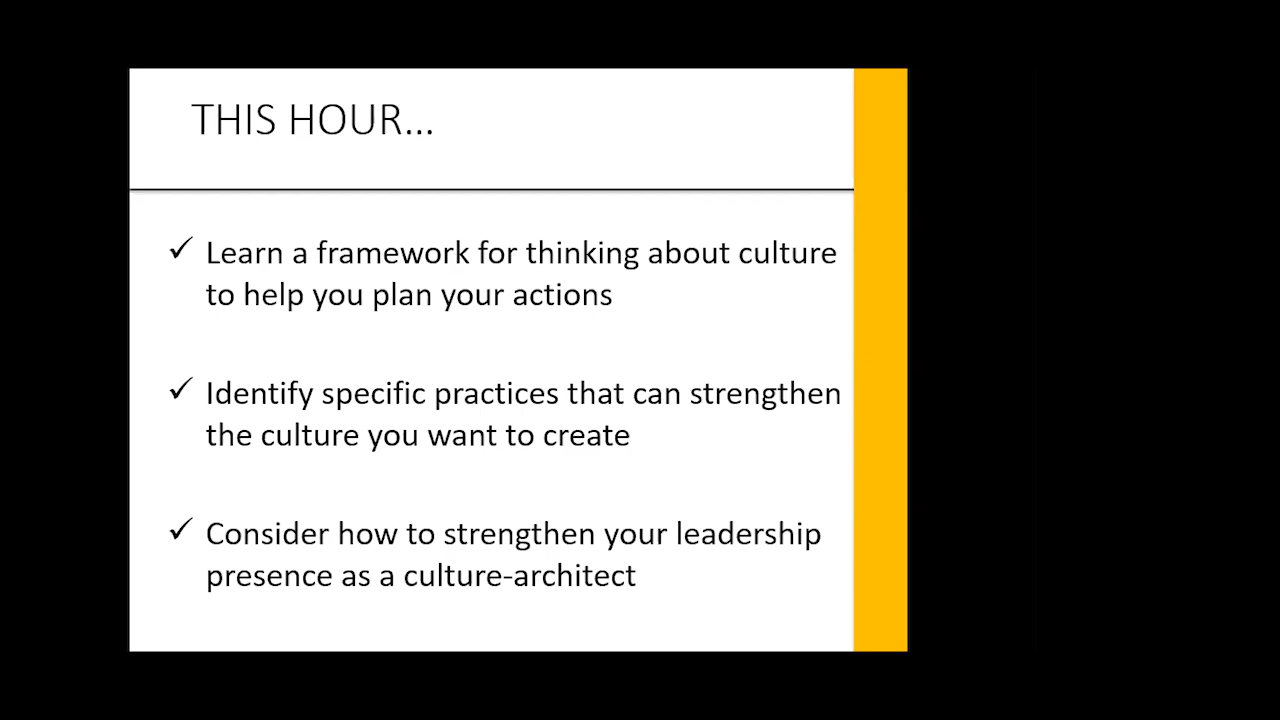 THIS HOUR...
✓ Learn a framework for thinking about culture
to help you plan your actions
✓ Identify specific practices that can strengthen
the culture you want to create
✓ Consider how to strengthen your leadership
presence as a culture-architect